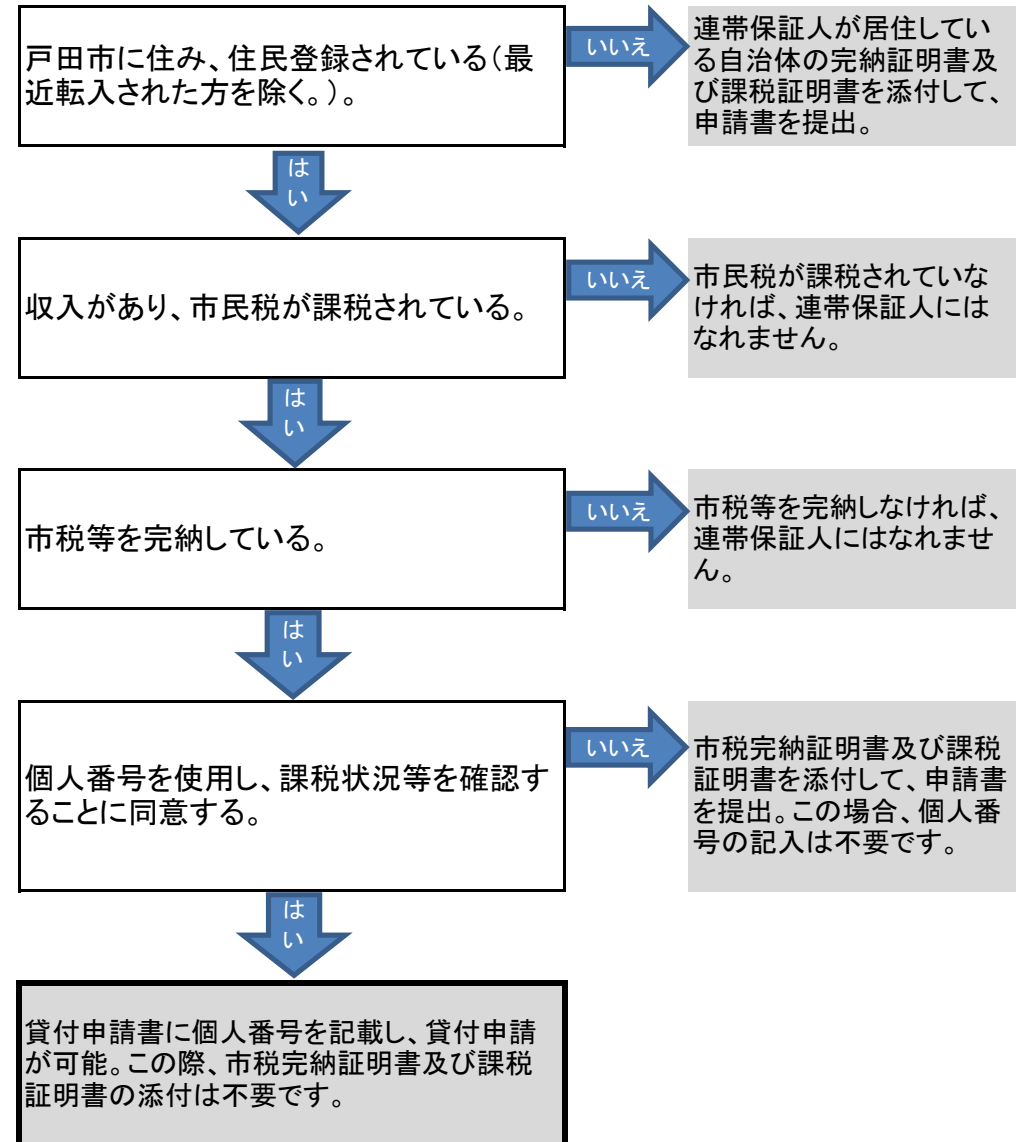 戸田市に住み、住民登録されている(最
近転入された方を除く。)。
いいえ
連帯保証人が居住してい
る自治体の完納証明書及
び課税証明書を添付して、
申請書を提出。
は
い
収入があり、市民税が課税されている。
いいえ
市民税が課税されていな
ければ、連帯保証人には
なれません。
は
い
市税等を完納している。
いいえ
市税等を完納しなければ、
連帯保証人にはなれませ
ん。
は
い
個人番号を使用し、課税状況等を確認す
ることに同意する。
いいえ
市税完納証明書及び課税
証明書を添付して、申請書
を提出。この場合、個人番
号の記入は不要です。
は
い
貸付申請書に個人番号を記載し、貸付申請
が可能。この際、市税完納証明書及び課税
証明書の添付は不要です。